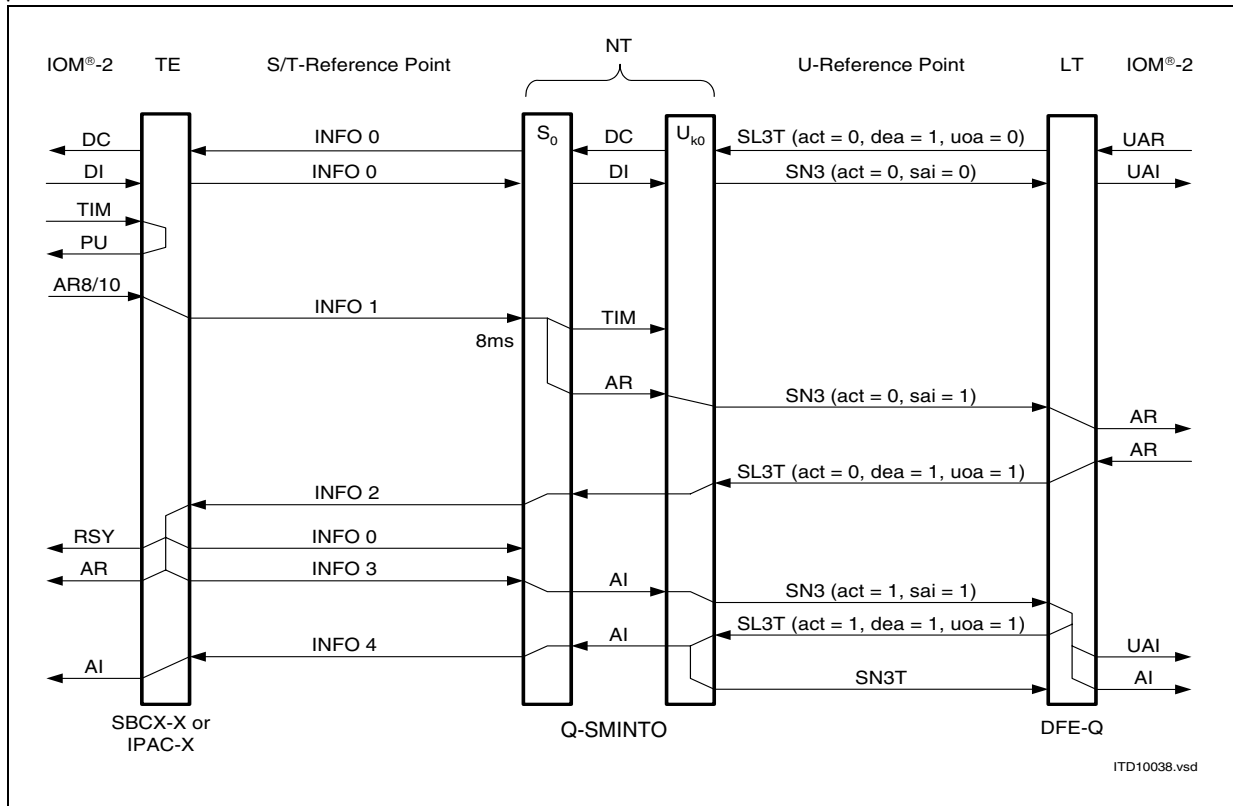 NT
IOM®-2 TE S/T-Reference Point U-Reference Point LT IOM®-2
S0 Uk0
DC INFO 0 DC SL3T (act = 0, dea = 1, uoa = 0) UAR
DI INFO 0 DI SN3 (act = 0, sai = 0) UAI
TIM
PU
AR8/10
INFO 1 TIM
8ms
AR SN3 (act = 0, sai = 1)
AR
AR
SL3T (act = 0, dea = 1, uoa = 1)
INFO 2
RSY INFO 0
AR INFO 3 AI SN3 (act = 1, sai = 1)
AI SL3T (act = 1, dea = 1, uoa = 1)
INFO 4 UAI
AI SN3T AI
SBCX-X or
IPAC-X
Q-SMINTO DFE-Q
ITD10038.vsd